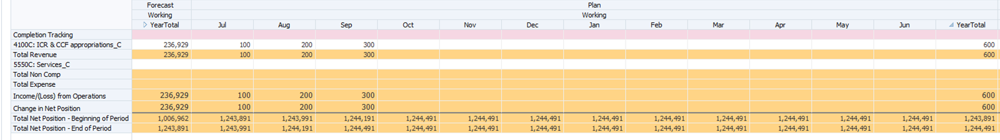 Forecast Plan
Working Working
YearTotal Jul Aug Sep Oct Nov Dec Jan Feb Mar Apr May Jun YearTotal
Completion Tracking
4100C: ICR & CCF appropriations_C 236,929 100 200 300 600
Total Revenue 236,929 100 200 300 600
5550C: Services_C
Total Non Comp
Total Expense
Income/(Loss) from Operations 236,929 100 200 300 600
Change in Net Position 236,929 100 200 300 600
Total Net Position - Beginning of Period 1,006,962 1,243,891 1,243,991 1,244,191 1,244,491 1,244,491 1,244,491 1,244,491 1,244,491 1,244,491 1,244,491 1,244,491 1,244,491 1,243,891
Total Net Position - End of Period 1,243,891 1,243,991 1,244,191 1,244,491 1,244,491 1,244,491 1,244,491 1,244,491 1,244,491 1,244,491 1,244,491 1,244,491 1,244,491 1,244,491